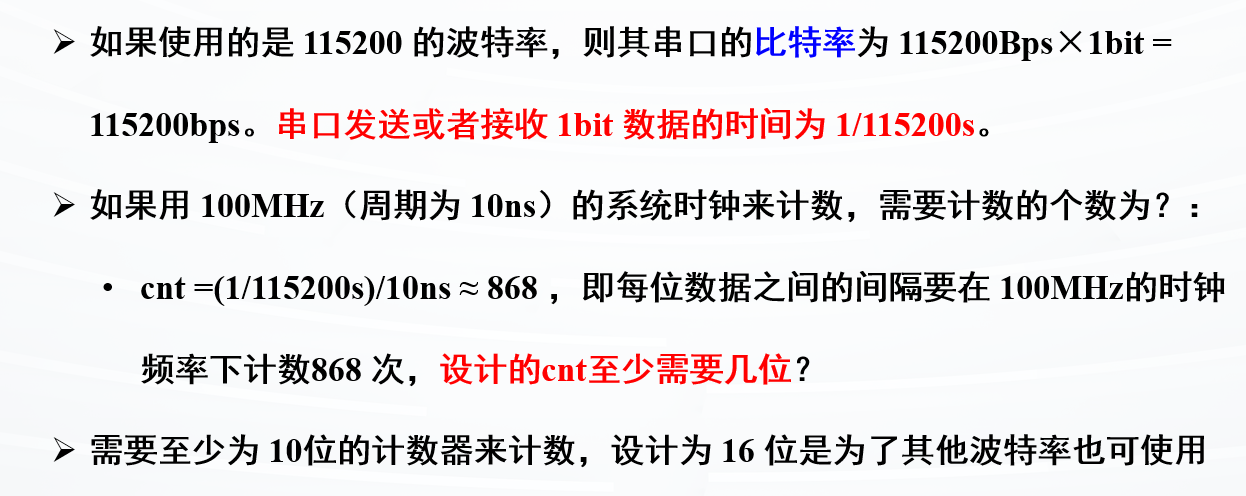 ➢ 如果使用的是 115200 的波特率，则其串口的比特率为 115200Bps×1bit =
115200bps。串口发送或者接收 1bit 数据的时间为 1/115200s。
➢ 如果用 100MHz（周期为 10ns）的系统时钟来计数，需要计数的个数为？：
• cnt =(1/115200s)/10ns ≈ 868 ，即每位数据之间的间隔要在 100MHz的时钟
频率下计数868 次，设计的cnt至少需要几位？
➢ 需要至少为 10位的计数器来计数，设计为 16 位是为了其他波特率也可使用